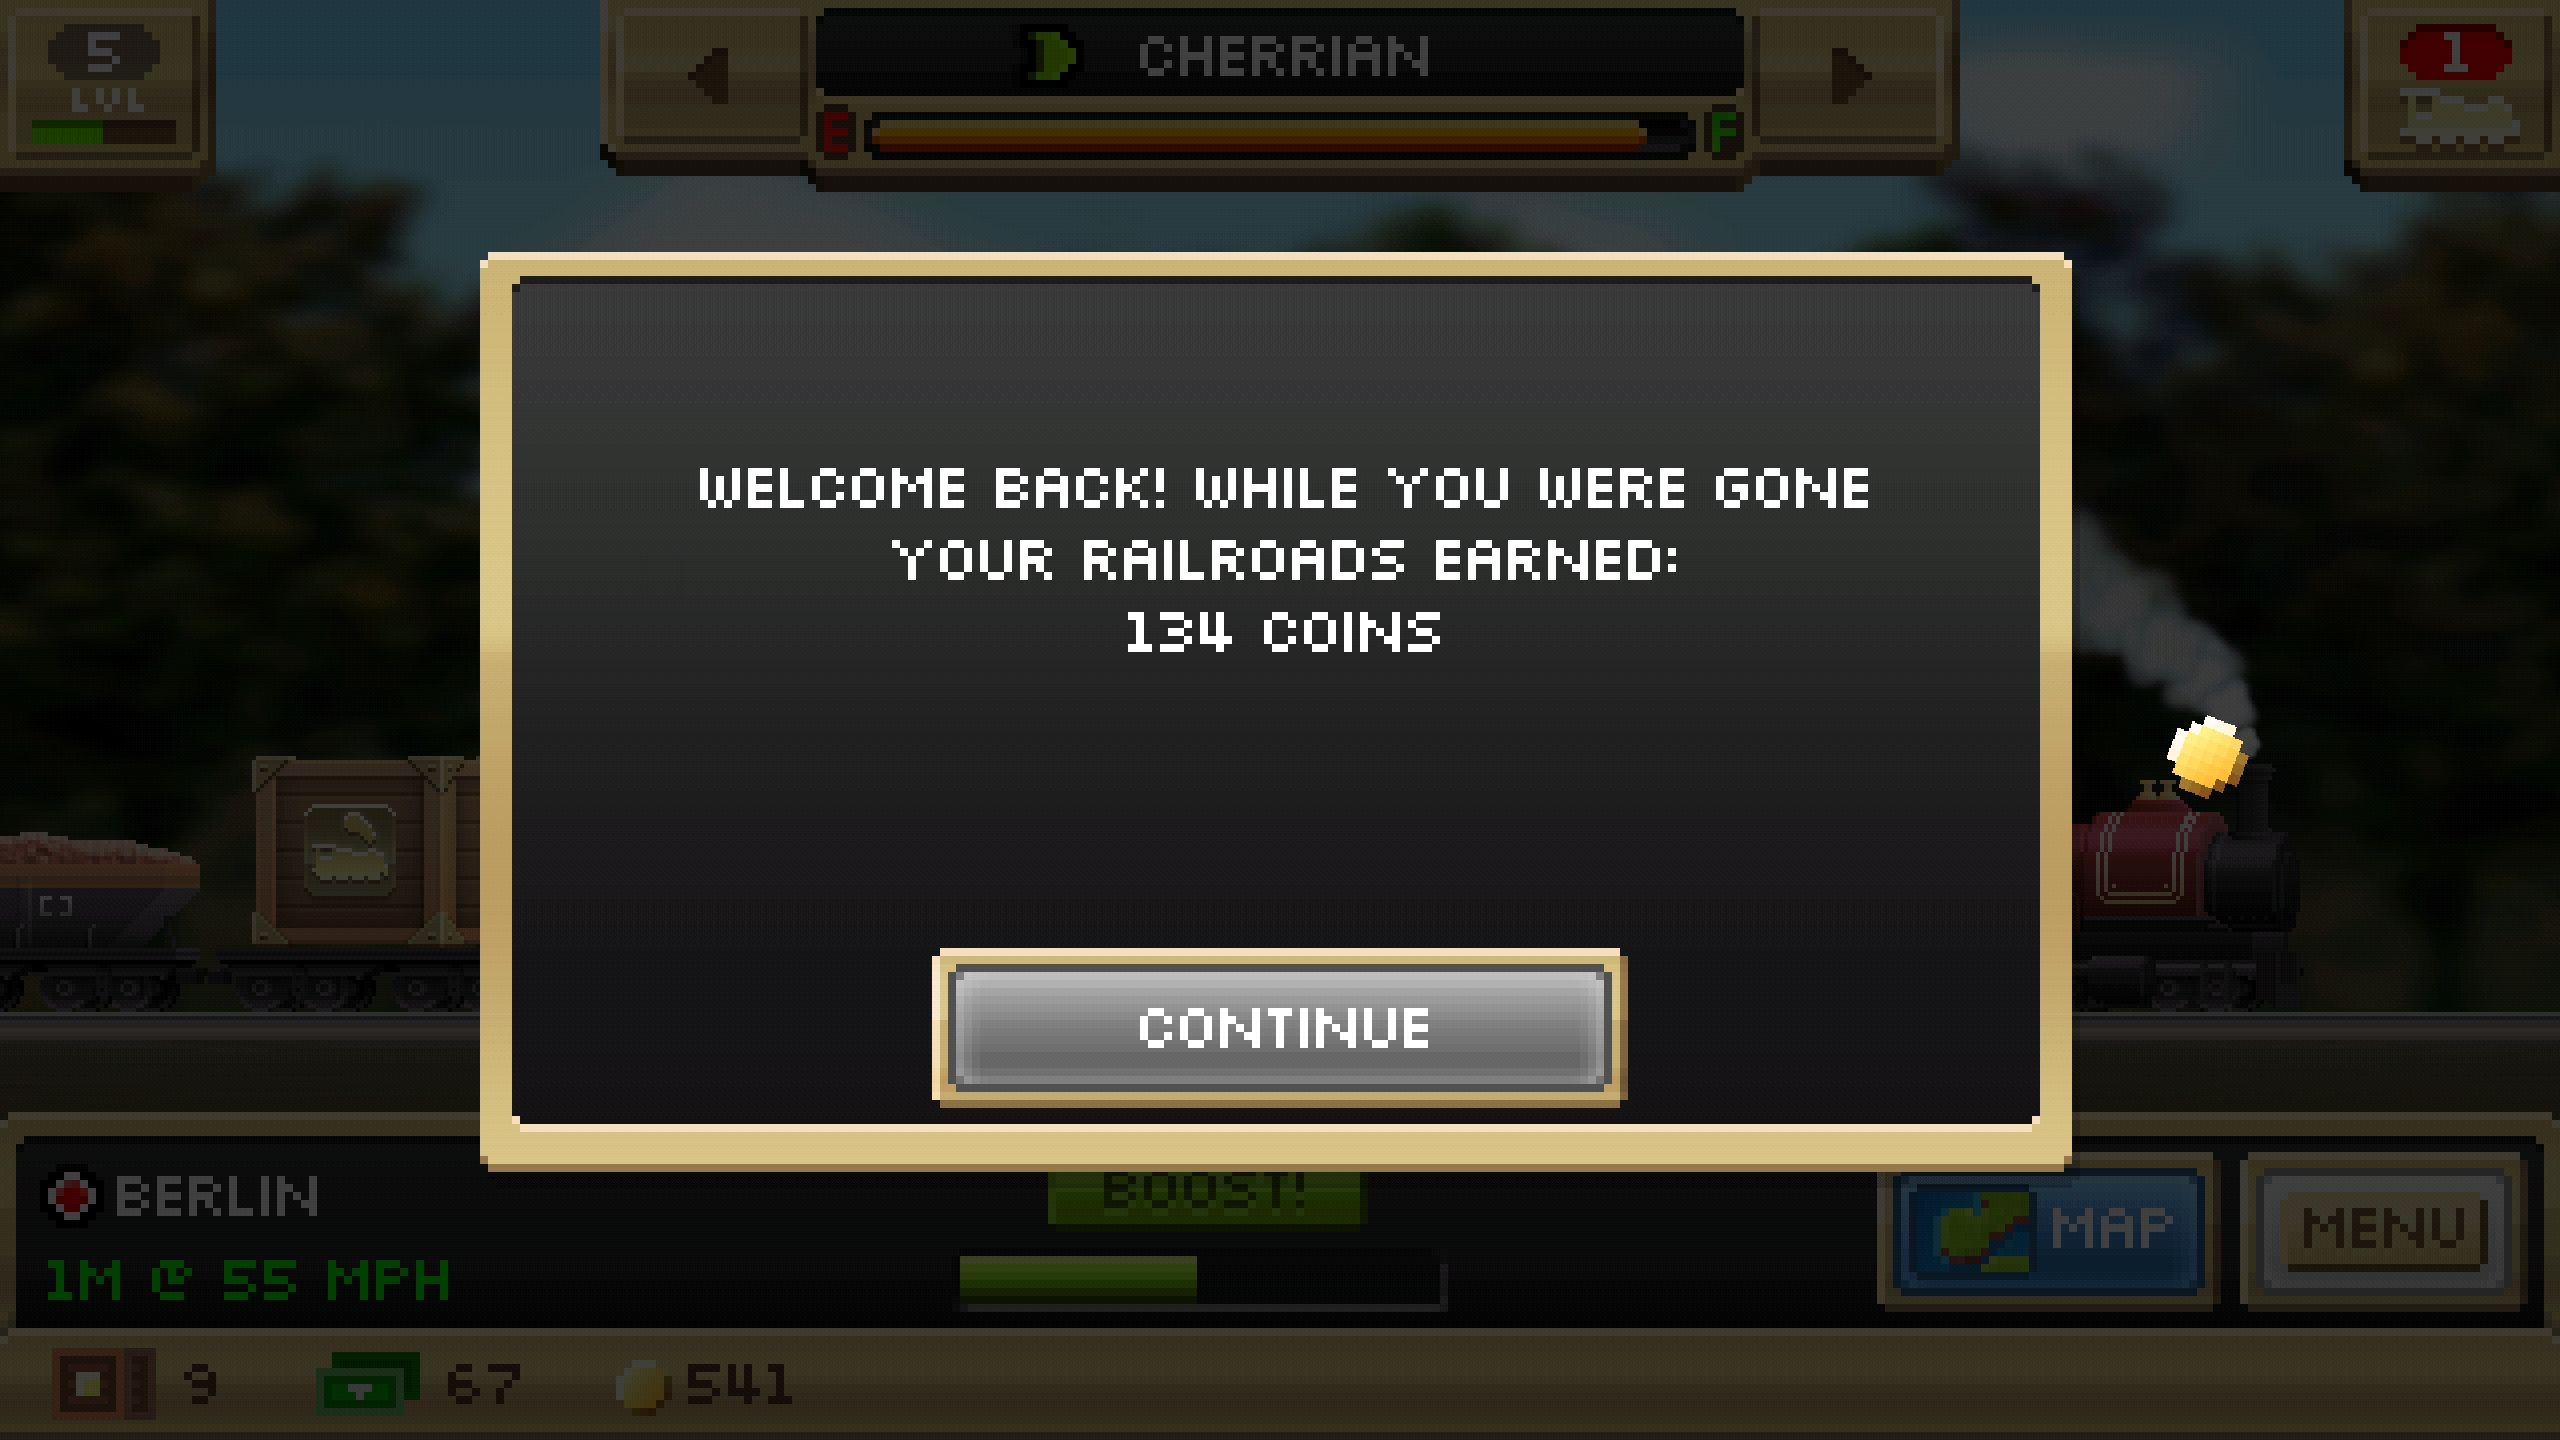 5
LVL
CHERRIAN
E
F
1
WELCOME BACK! WHILE YOU WERE GONE
YOUR RAILROADS EARNED:
134 COINS
CONTINUE
BERLIN
1M @ 55 MPH
BOOST!
MAP
MENU
9
67
541